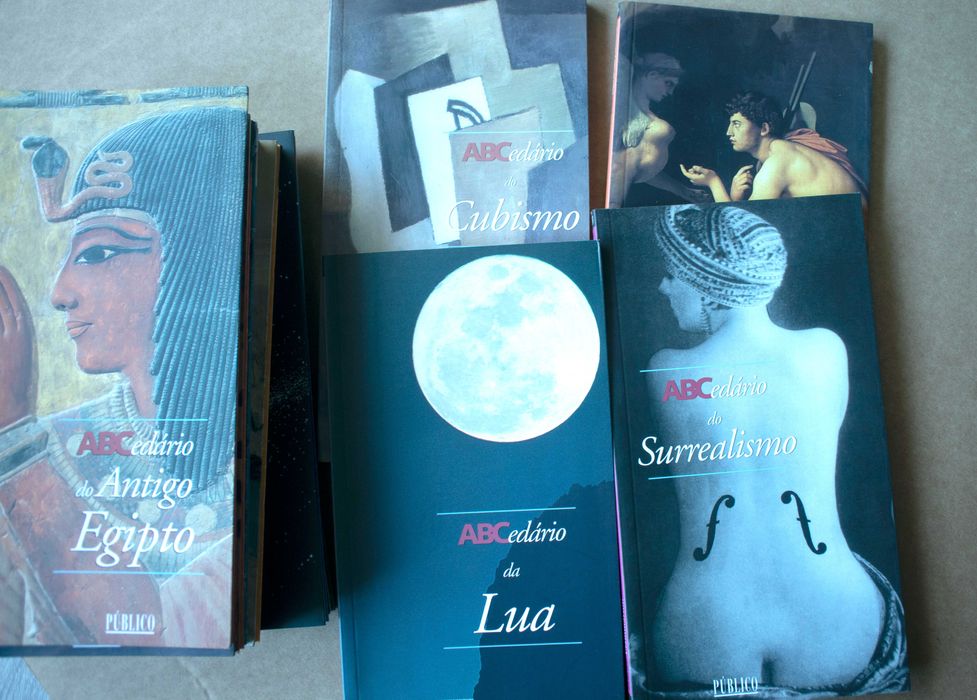 ABCedário
do Antigo
Egipto
PÚBLICO
ABCedário
do
Cubismo
ABCedário
da
Lua
ABCedário
do
Surrealismo
PÚBLICO